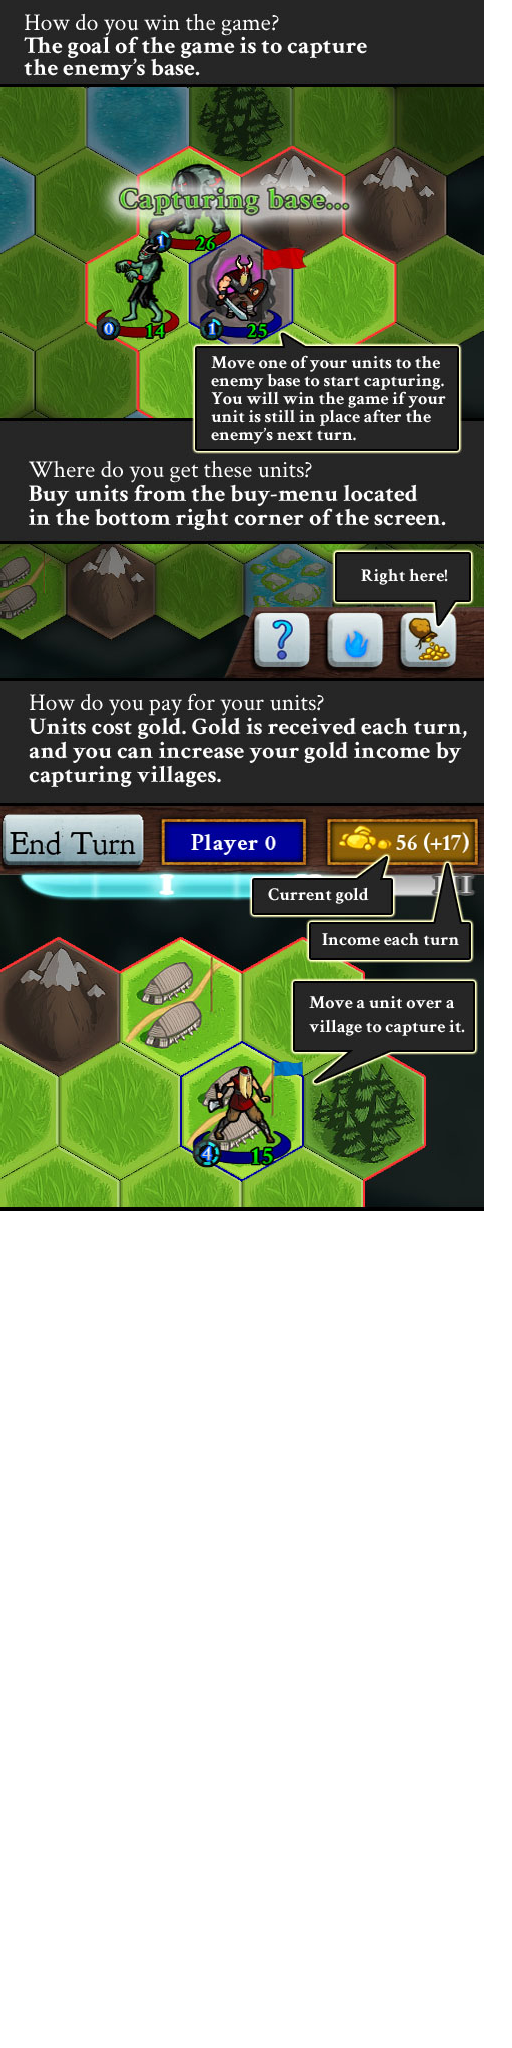 How do you win the game?
The goal of the game is to capture
the enemy's base.
Capturing base...
1 26
0 14
1 25
Move one of your units to the
enemy base to start capturing.
You will win the game if your
unit is still in place after the
enemy's next turn.
Where do you get these units?
Buy units from the buy-menu located
in the bottom right corner of the screen.
Right here!
?
How do you pay for your units?
Units cost gold. Gold is received each turn,
and you can increase your gold income by
capturing villages.
End Turn
Player 0
56 (+17)
I
Current gold
Income each turn
Move a unit over a
village to capture it.
4 15